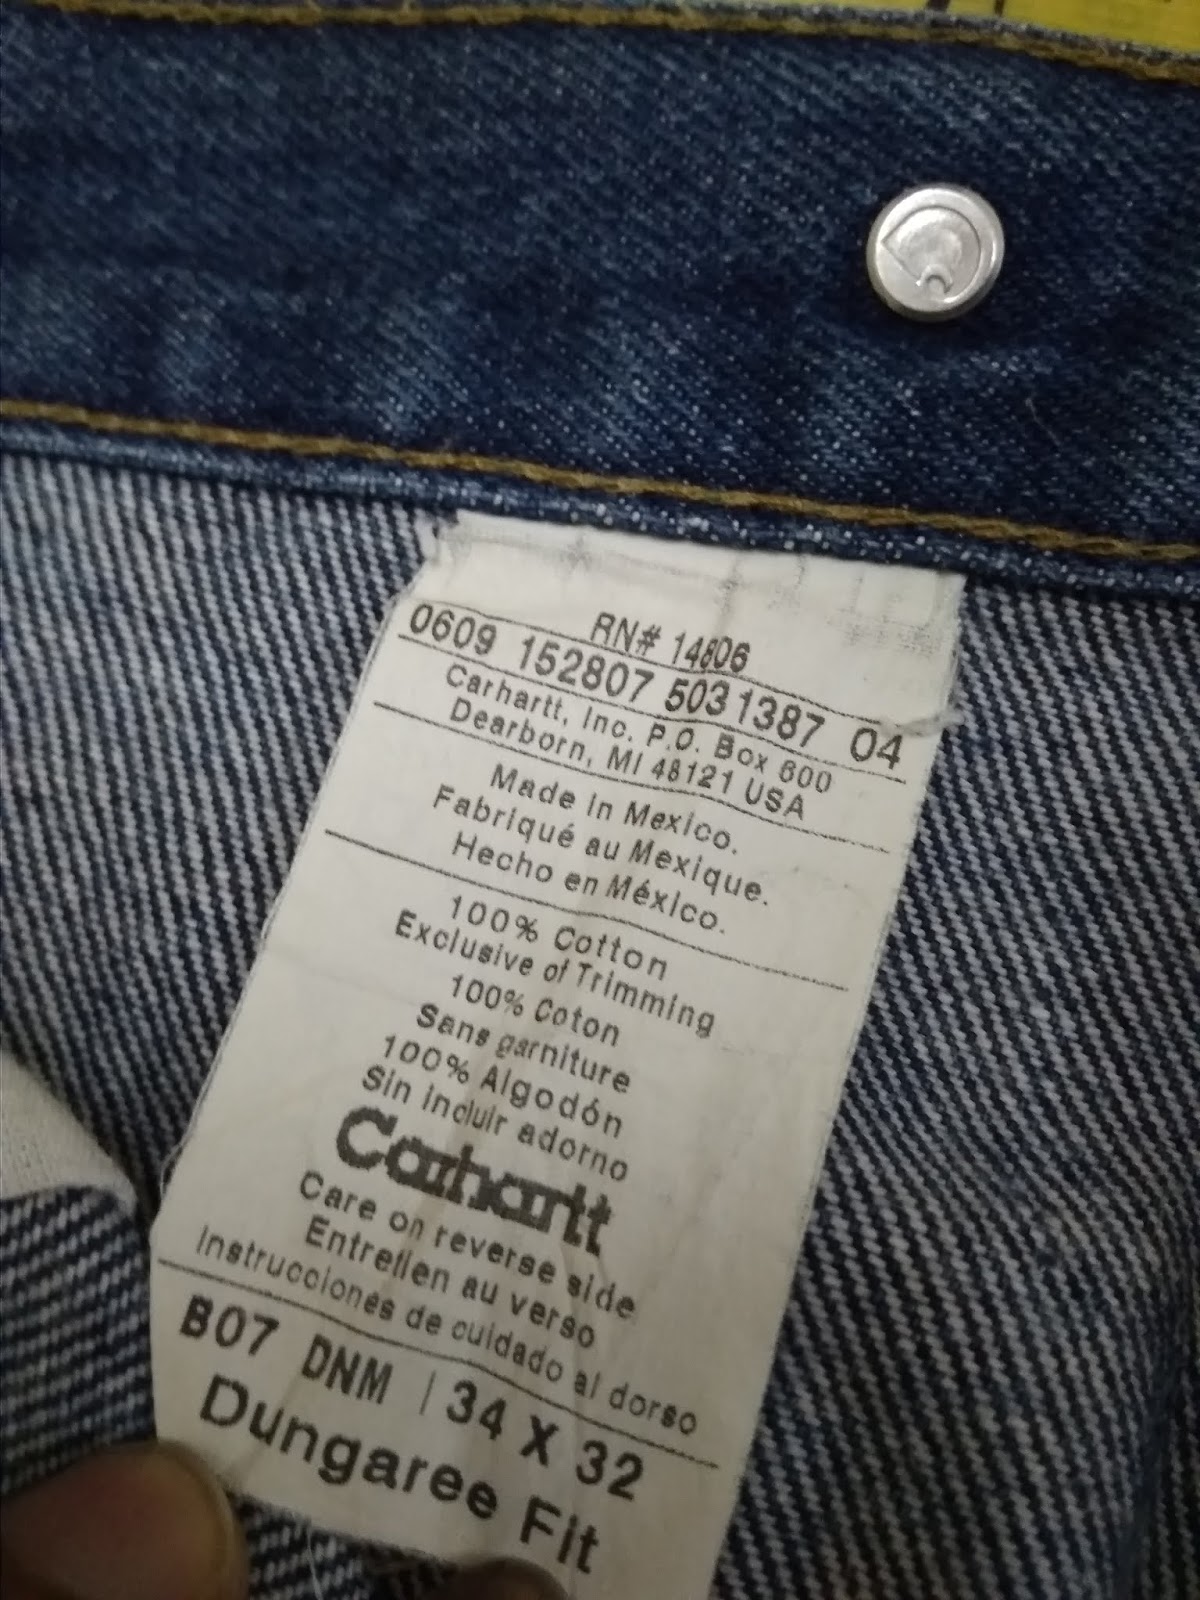 RN# 14806
0609 152807 5031387 04
Carhartt, Inc. P.O. Box 600
Dearborn, MI 48121 USA
Made in Mexico.
Fabriqué au Mexique.
Hecho en México.
100% Cotton
Exclusive of Trimming
100% Coton
Sans garniture
100% Algodón
Sin incluir adorno
Carhartt
Care on reverse side
Entretien au verso
Instrucciones de cuidado al dorso
B07 DNM | 34 X 32
Dungaree Fit